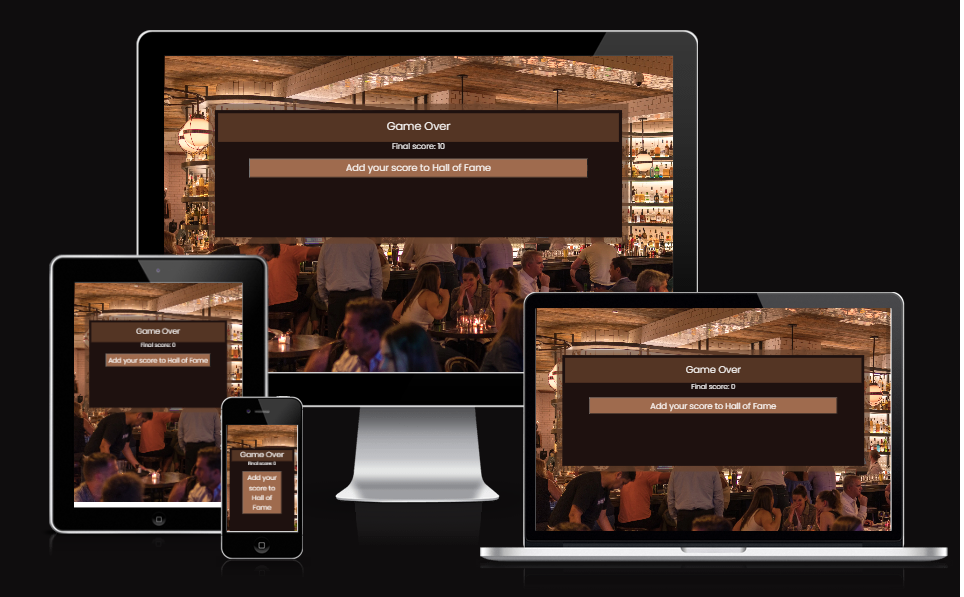 Game Over
Final score: 10
Add your score to Hall of Fame
Game Over
Final score: 0
Add your score to Hall of Fame
Game Over
Final score: 0
Add your
score to
Hall of
Fame
Game Over
Final score: 0
Add your score to Hall of Fame